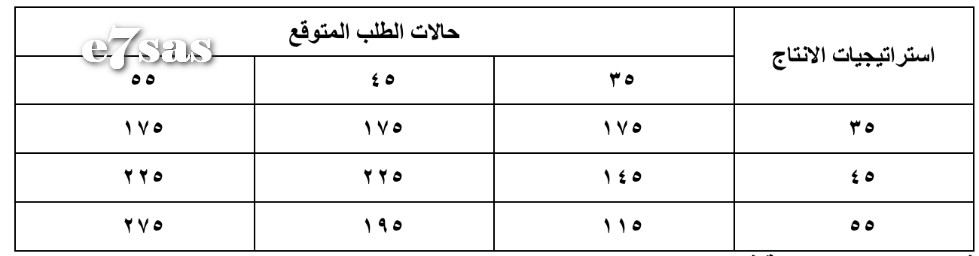 استراتيجيات الانتاج حالات الطلب المتوقع
e7sas
٣٥ ٤٥ ٥٥
٣٥ ١٧٥ ١٧٥ ١٧٥
٤٥ ١٤٥ ٢٢٥ ٢٢٥
٥٥ ١١٥ ١٩٥ ٢٧٥